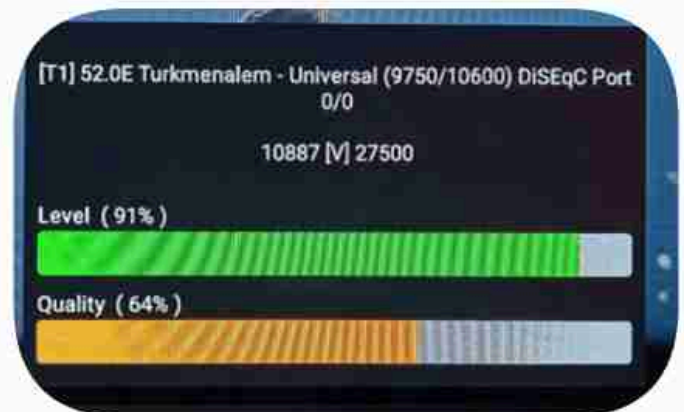 [T1] 52.0E Turkmenalem - Universal (9750/10600) DiSEqC Port
0/0
10887 [V] 27500
Level ( 91% )
Quality ( 64% )